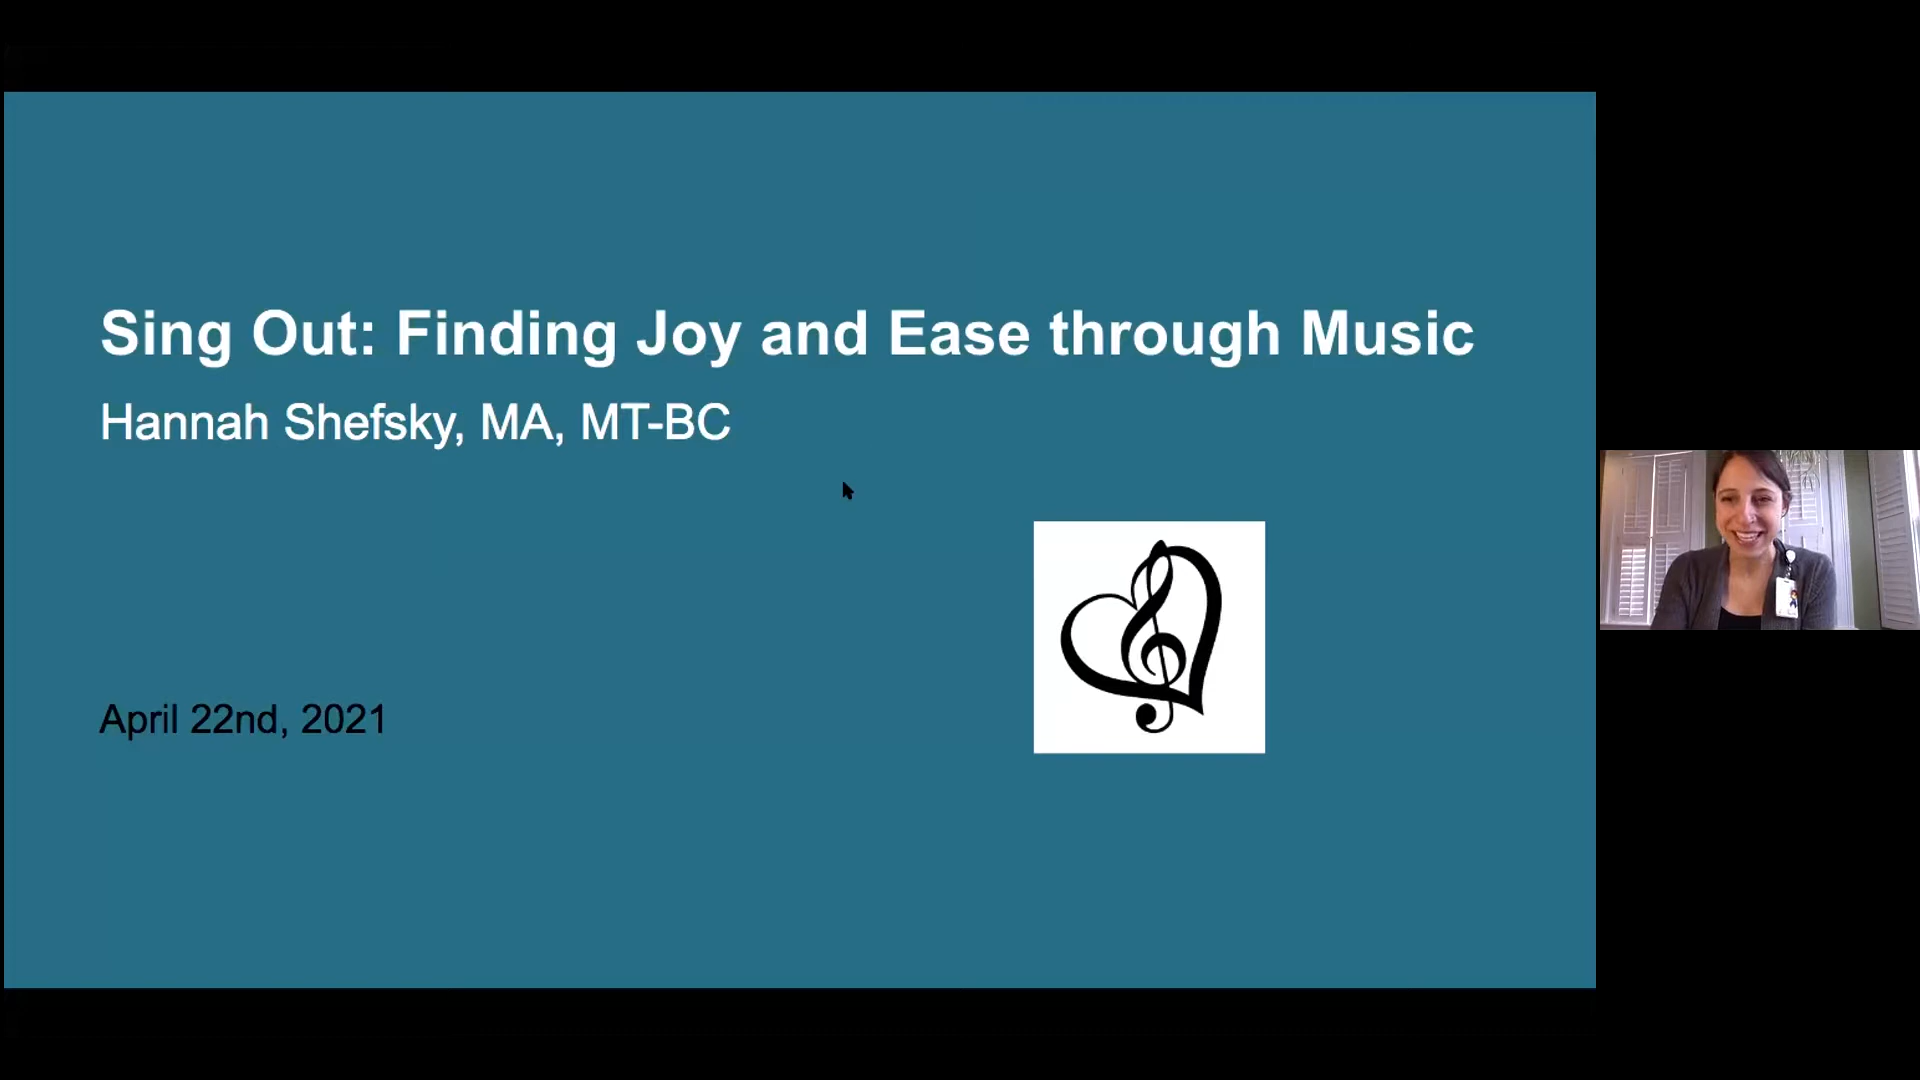 Sing Out: Finding Joy and Ease through Music
Hannah Shefsky, MA, MT-BC
April 22nd, 2021